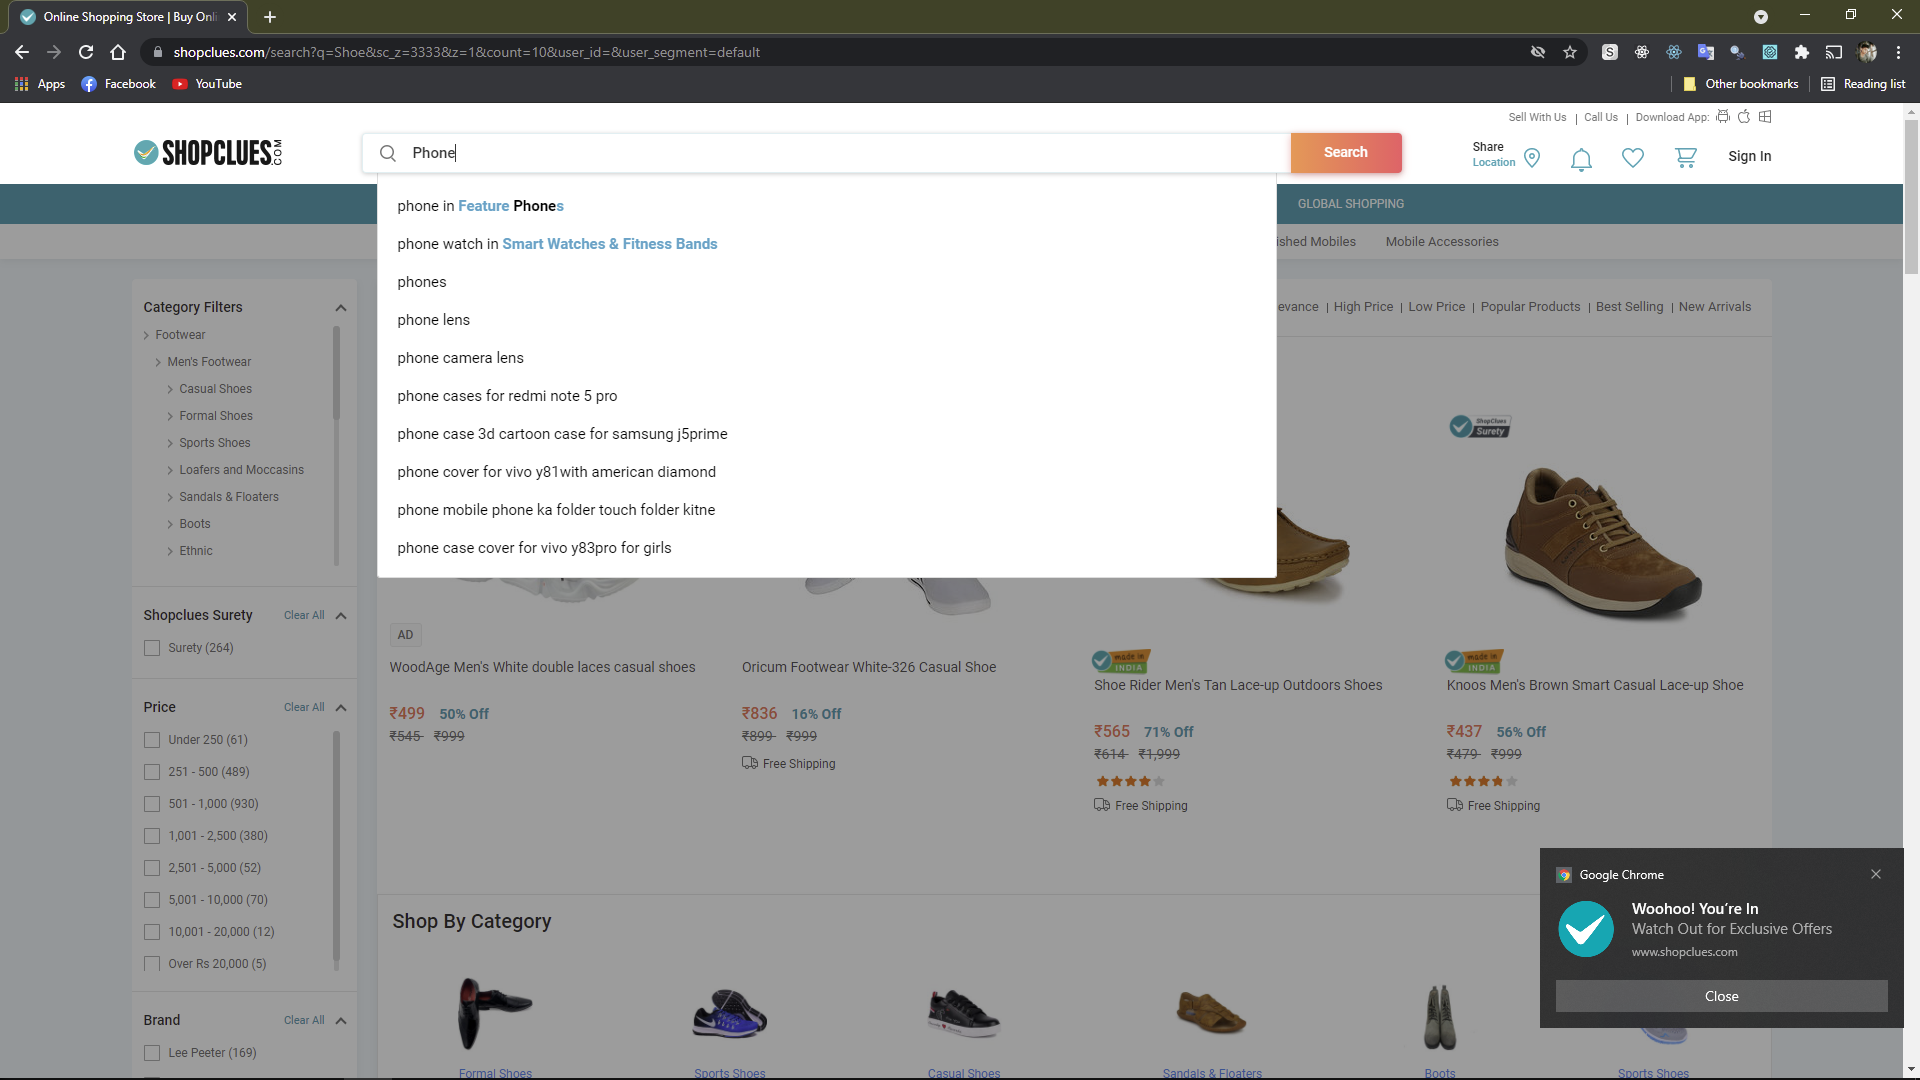 Online Shopping Store | Buy Onli
shopclues.com/search?q=Shoe&sc_z=3333&z=1&count=10&user_id=&user_segment=default
Apps Facebook YouTube Other bookmarks Reading list
Sell With Us | Call Us | Download App:
SHOPCLUES.COM Phone Search Share Location Sign In
GLOBAL SHOPPING
ished Mobiles Mobile Accessories
phone in Feature Phones
phone watch in Smart Watches & Fitness Bands
phones
phone lens
phone camera lens
phone cases for redmi note 5 pro
phone case 3d cartoon case for samsung j5prime
phone cover for vivo y81with american diamond
phone mobile phone ka folder touch folder kitne
phone case cover for vivo y83pro for girls
evance | High Price | Low Price | Popular Products | Best Selling | New Arrivals
Category Filters
Footwear
Men's Footwear
Casual Shoes
Formal Shoes
Sports Shoes
Loafers and Moccasins
Sandals & Floaters
Boots
Ethnic
Shopclues Surety Clear All
Surety (264)
Price Clear All
Under 250 (61)
251 - 500 (489)
501 - 1,000 (930)
1,001 - 2,500 (380)
2,501 - 5,000 (52)
5,001 - 10,000 (70)
10,001 - 20,000 (12)
Over Rs 20,000 (5)
Brand Clear All
Lee Peeter (169)
AD
WoodAge Men's White double laces casual shoes
₹499 50% Off
₹545 ₹999
Oricum Footwear White-326 Casual Shoe
₹836 16% Off
₹899 ₹999
Free Shipping
made in INDIA
Shoe Rider Men's Tan Lace-up Outdoors Shoes
₹565 71% Off
₹614 ₹1,999
Free Shipping
ShopClues Surety
made in INDIA
Knoos Men's Brown Smart Casual Lace-up Shoe
₹437 56% Off
₹479 ₹999
Free Shipping
Shop By Category
Formal Shoes Sports Shoes Casual Shoes Sandals & Floaters Boots Sports Shoes
Google Chrome
Woohoo! You're In
Watch Out for Exclusive Offers
www.shopclues.com
Close